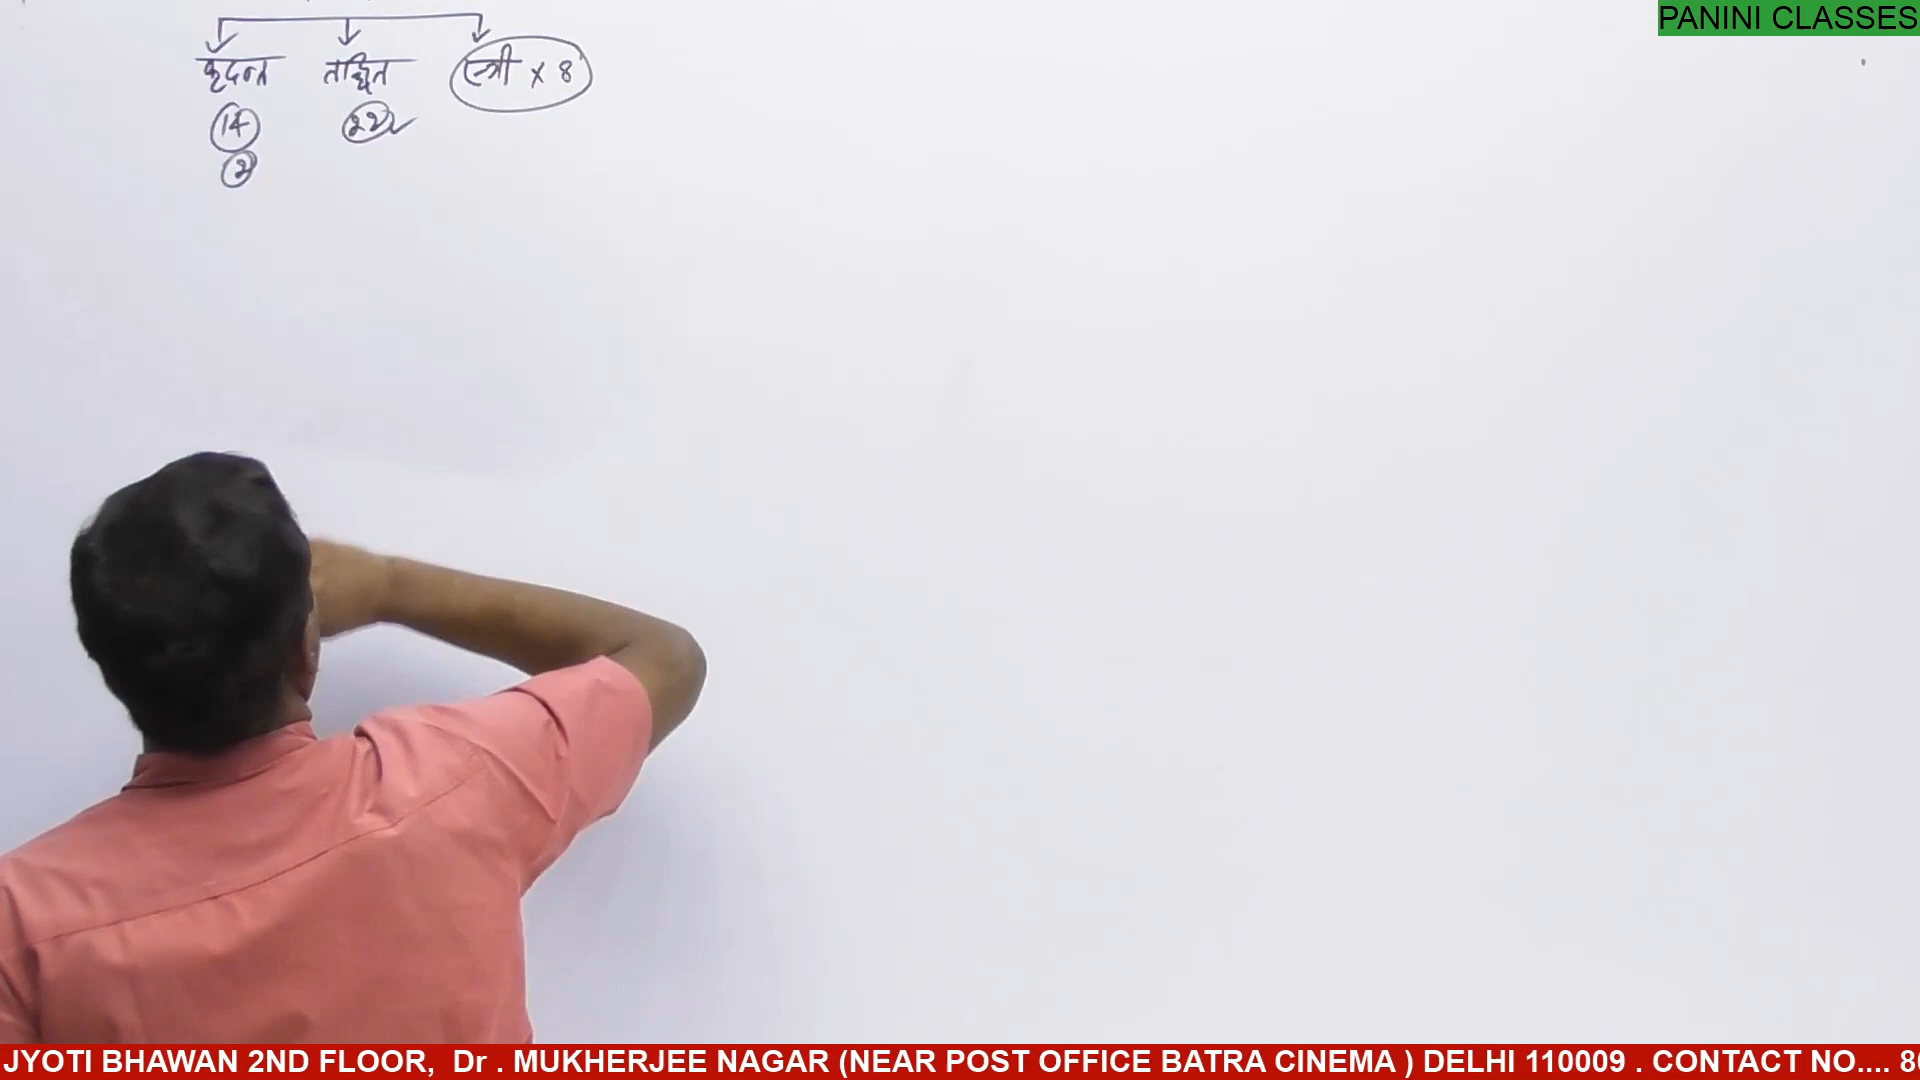 PANINI CLASSES
कृदन्त तद्धित स्त्री x 8
14 22
2
JYOTI BHAWAN 2ND FLOOR, Dr . MUKHERJEE NAGAR (NEAR POST OFFICE BATRA CINEMA ) DELHI 110009 . CONTACT NO.... 8